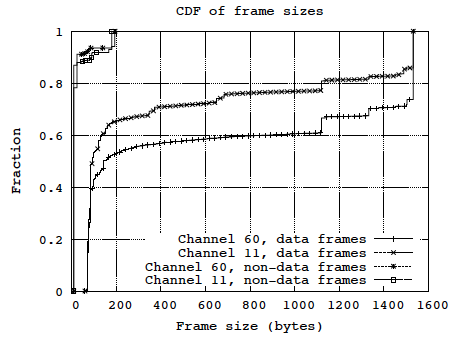 CDF of frame sizes
1
0.8
0.6
0.4
0.2
0
Fraction
Channel 60, data frames
Channel 11, data frames
Channel 60, non-data frames
Channel 11, non-data frames
0 200 400 600 800 1000 1200 1400 1600
Frame size (bytes)